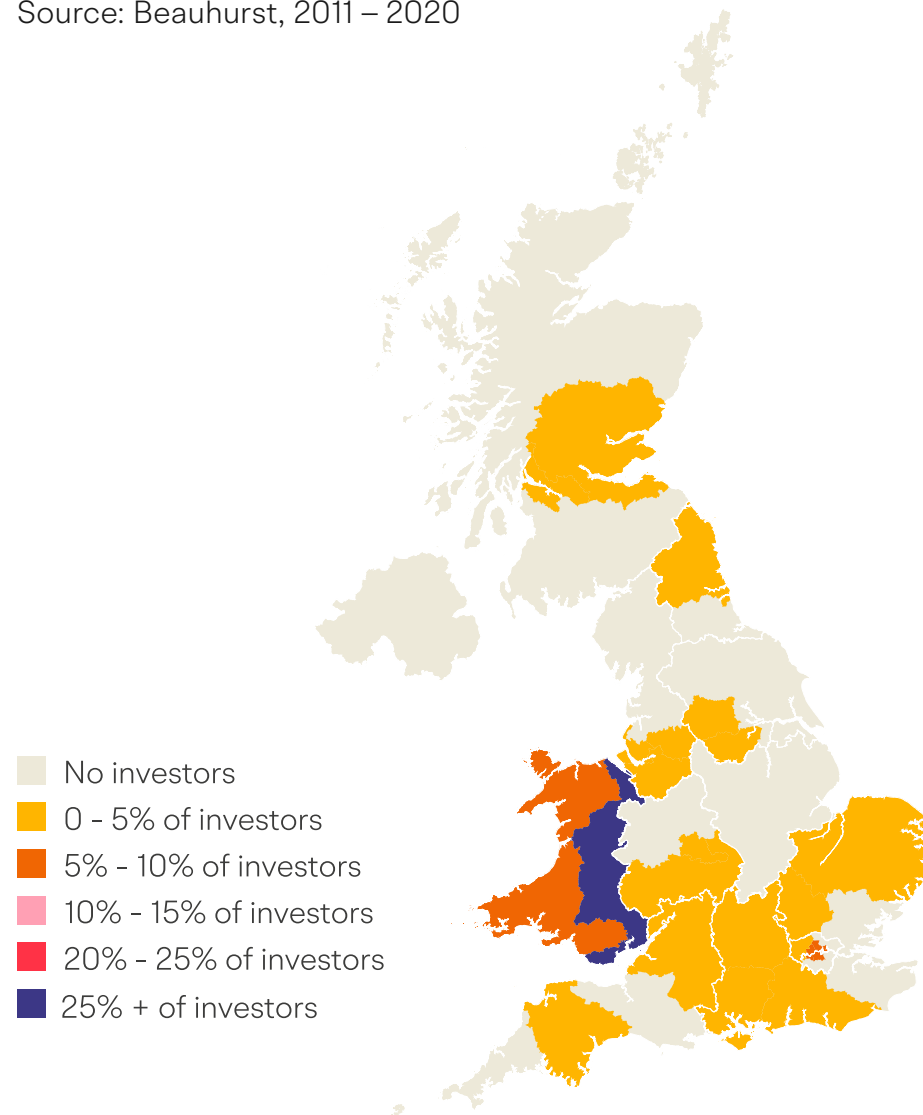 Source: Beauhurst, 2011 – 2020
No investors
0 - 5% of investors
5% - 10% of investors
10% - 15% of investors
20% - 25% of investors
25% + of investors